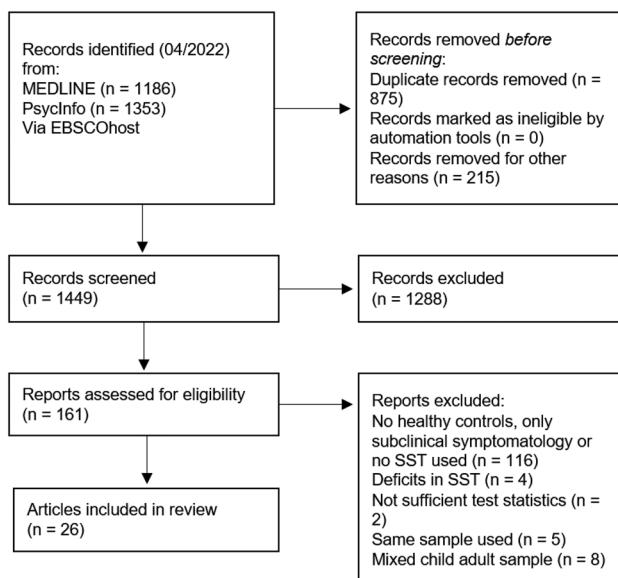 Records identified (04/2022)
from:
MEDLINE (n = 1186)
PsycInfo (n = 1353)
Via EBSCOhost
Records removed before
screening:
Duplicate records removed (n =
875)
Records marked as ineligible by
automation tools (n = 0)
Records removed for other
reasons (n = 215)
Records screened
(n = 1449)
Records excluded
(n = 1288)
Reports assessed for eligibility
(n = 161)
Reports excluded:
No healthy controls, only
subclinical symptomatology or
no SST used (n = 116)
Deficits in SST (n = 4)
Not sufficient test statistics (n =
2)
Same sample used (n = 5)
Mixed child adult sample (n = 8)
Articles included in review
(n = 26)